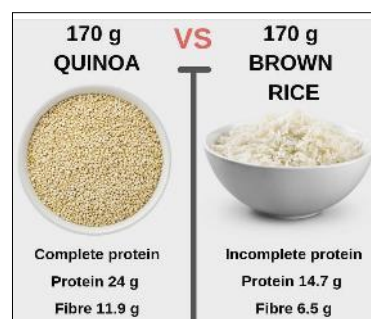 170 g
QUINOA
VS
170 g
BROWN
RICE
Complete protein
Protein 24 g
Fibre 11.9 g
Incomplete protein
Protein 14.7 g
Fibre 6.5 g